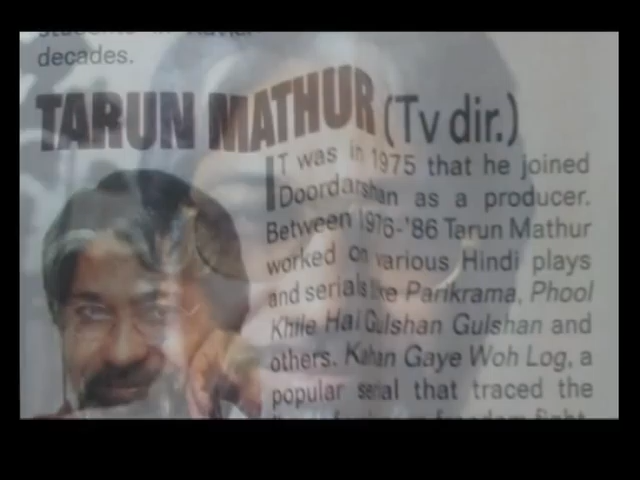 decades.
TARUN MATHUR (Tv dir.)
IT was in 1975 that he joined
Doordarshan as a producer.
Between 1976-'86 Tarun Mathur
worked on various Hindi plays
and serials like Parikrama, Phool
Khile Hai Gulshan Gulshan and
others. Kahan Gaye Woh Log, a
popular serial that traced the